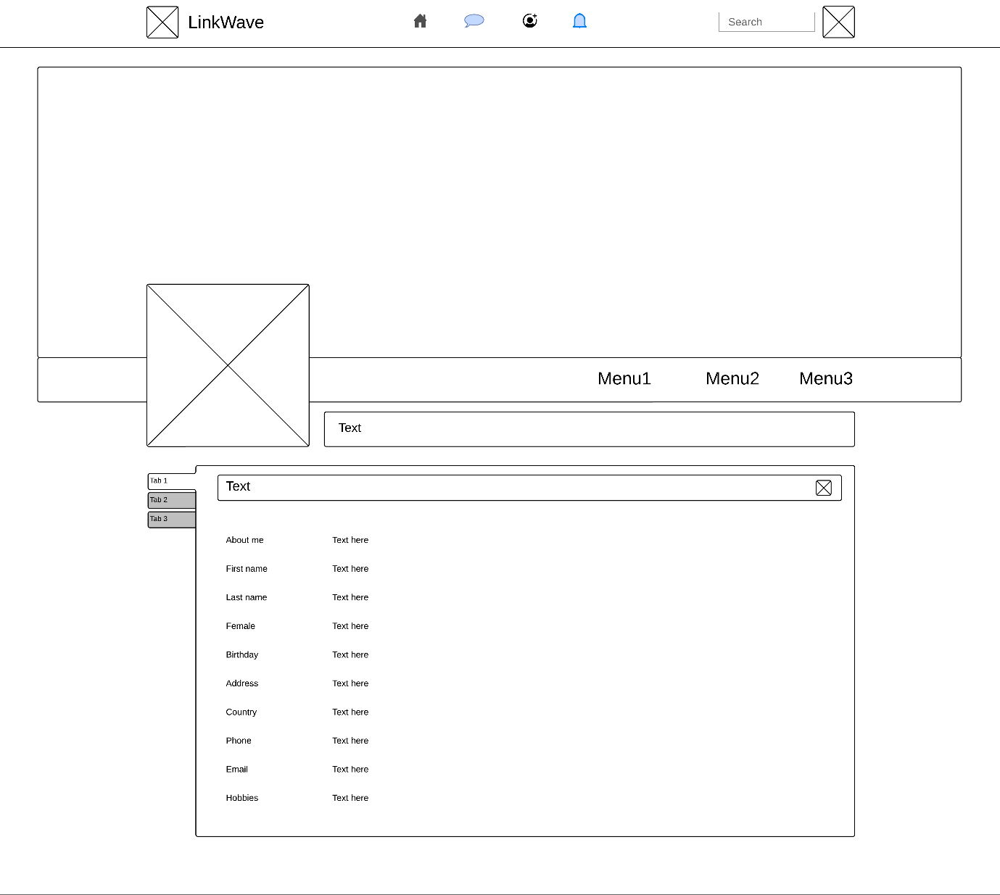 LinkWave
Search
Menu1 Menu2 Menu3
Text
Tab 1
Tab 2
Tab 3
Text
About me Text here
First name Text here
Last name Text here
Female Text here
Birthday Text here
Address Text here
Country Text here
Phone Text here
Email Text here
Hobbies Text here